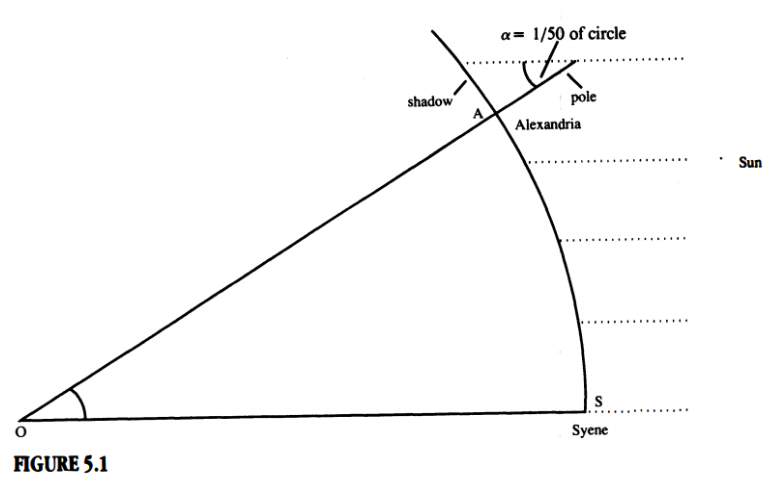 α = 1/50 of circle
shadow
pole
A
Alexandria
Sun
S
O
Syene
FIGURE 5.1